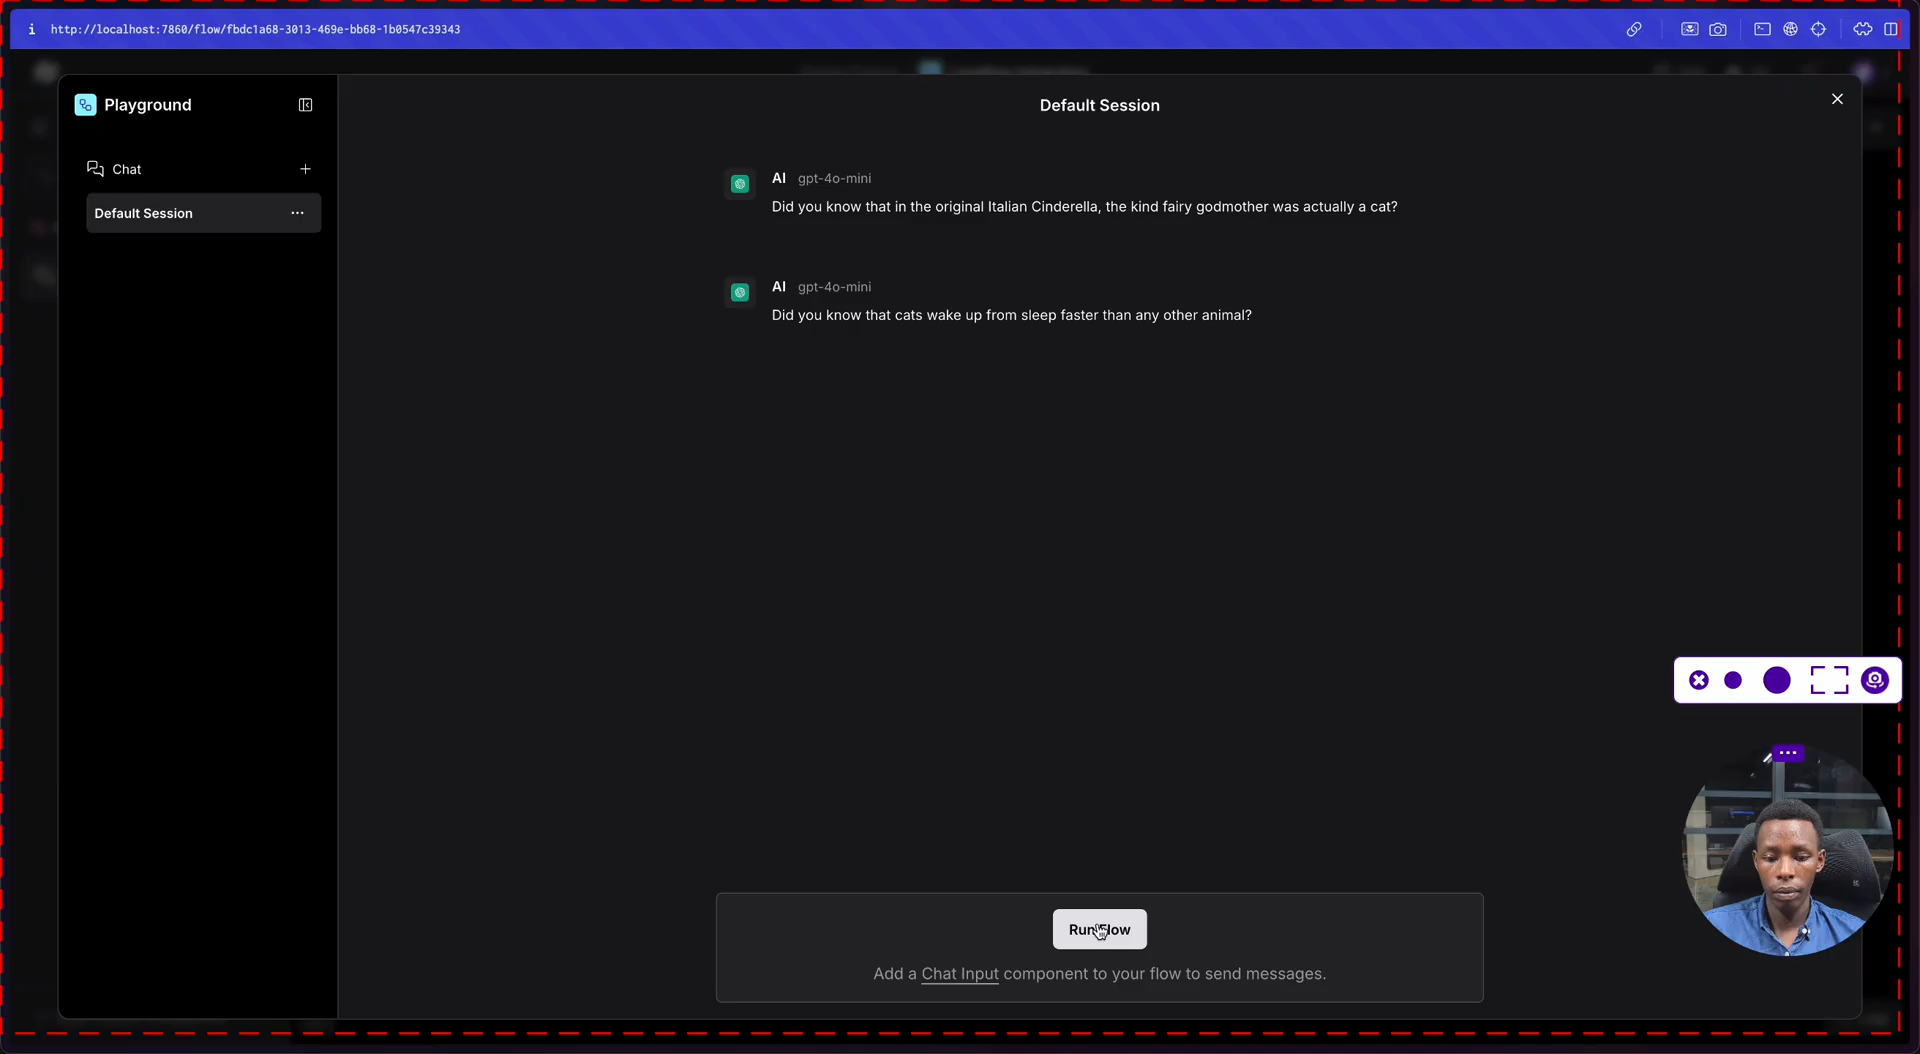 i http://localhost:7860/flow/fbdc1a68-3013-469e-bb68-1b0547c39343
Playground
Default Session
Chat
Default Session
AI gpt-4o-mini
Did you know that in the original Italian Cinderella, the kind fairy godmother was actually a cat?
AI gpt-4o-mini
Did you know that cats wake up from sleep faster than any other animal?
Run Flow
Add a Chat Input component to your flow to send messages.